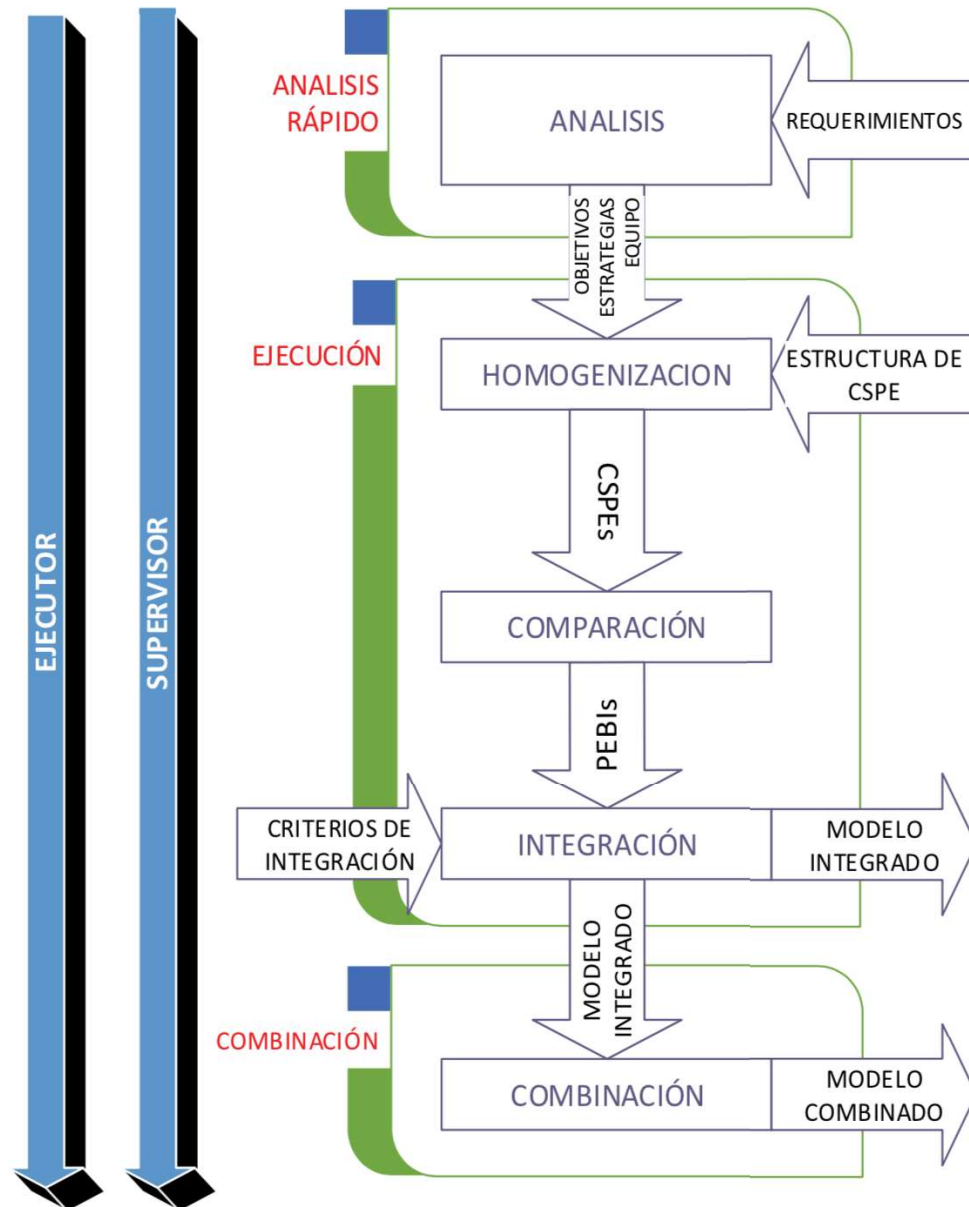 EJECUTOR
SUPERVISOR
ANALISIS
RÁPIDO
ANALISIS
REQUERIMIENTOS
OBJETIVOS
ESTRATEGIAS
EQUIPO
EJECUCIÓN
HOMOGENIZACION
ESTRUCTURA DE
CSPE
CSPEs
COMPARACIÓN
PEBIs
CRITERIOS DE
INTEGRACIÓN
INTEGRACIÓN
MODELO
INTEGRADO
MODELO
INTEGRADO
COMBINACIÓN
COMBINACIÓN
MODELO
COMBINADO